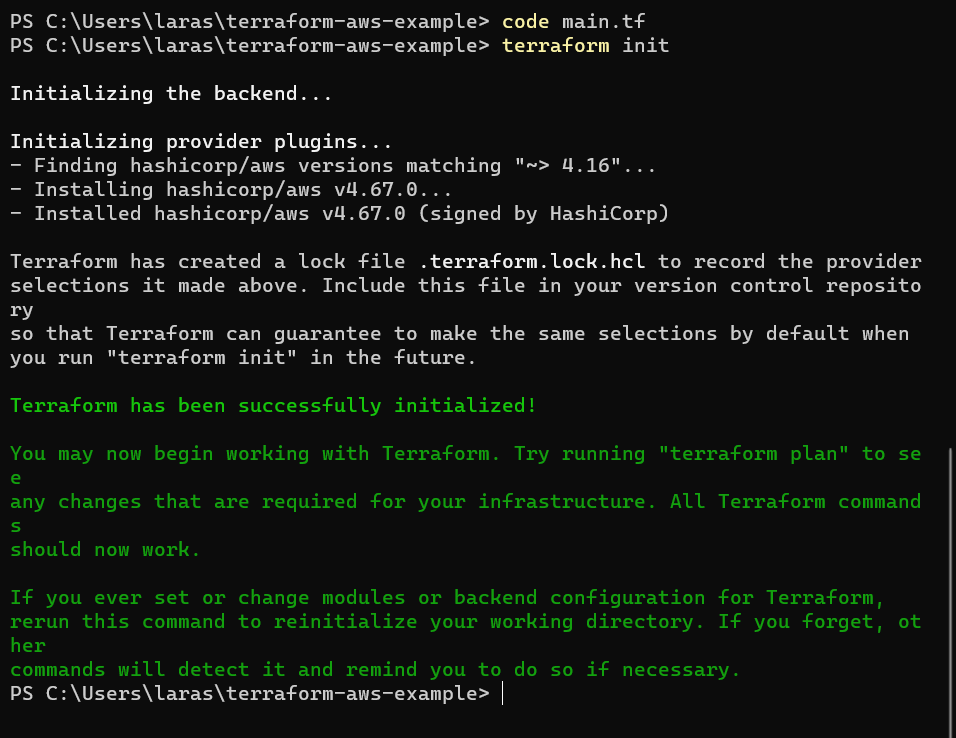 PS C:\Users\laras\terraform-aws-example> code main.tf
PS C:\Users\laras\terraform-aws-example> terraform init
Initializing the backend...
Initializing provider plugins...
- Finding hashicorp/aws versions matching "~> 4.16"...
- Installing hashicorp/aws v4.67.0...
- Installed hashicorp/aws v4.67.0 (signed by HashiCorp)
Terraform has created a lock file .terraform.lock.hcl to record the provider
selections it made above. Include this file in your version control reposito
ry
so that Terraform can guarantee to make the same selections by default when
you run "terraform init" in the future.
Terraform has been successfully initialized!
You may now begin working with Terraform. Try running "terraform plan" to se
e
any changes that are required for your infrastructure. All Terraform command
s
should now work.
If you ever set or change modules or backend configuration for Terraform,
rerun this command to reinitialize your working directory. If you forget, ot
her
commands will detect it and remind you to do so if necessary.
PS C:\Users\laras\terraform-aws-example>